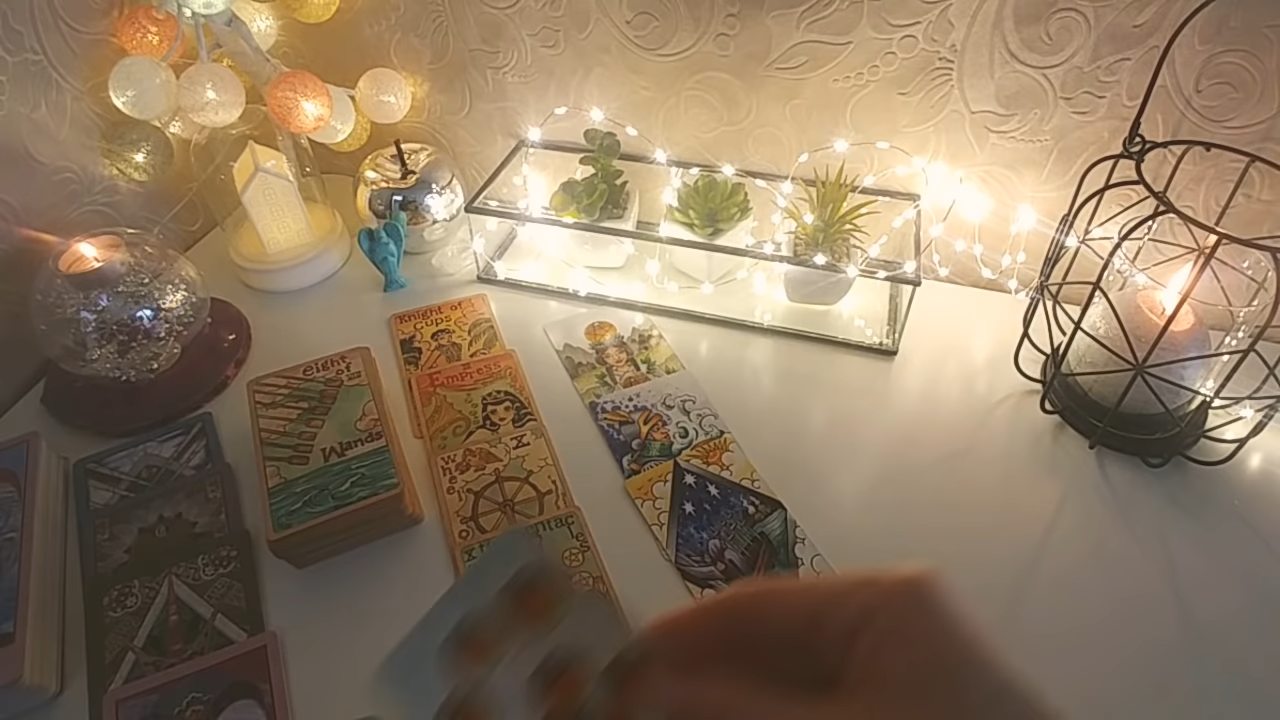 Knight of
Cups
Empress
X
Wheel
eight
of
Wands
X